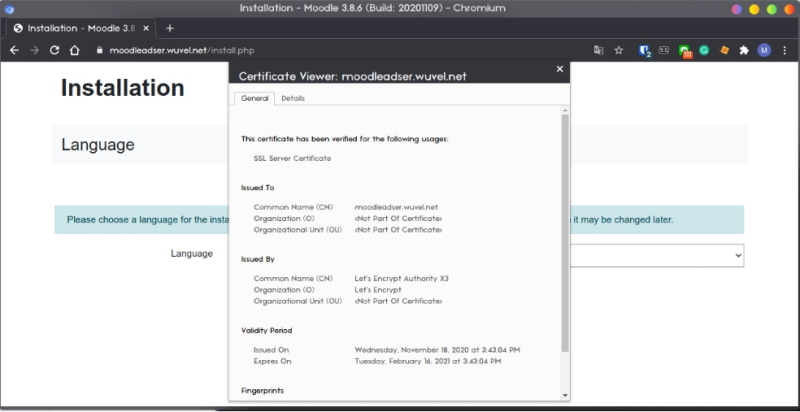 Installation - Moodle 3.8.6 (Build: 20201109) - Chromium
Installation - Moodle 3.8
moodleadser.wuvel.net/install.php
2
M
Installation
Certificate Viewer: moodleadser.wuvel.net
General Details
Language
This certificate has been verified for the following usages:
SSL Server Certificate
Issued To
Please choose a language for the insta
it may be changed later.
Common Name (CN) moodleadser.wuvel.net
Organization (O) <Not Part Of Certificate>
Organizational Unit (OU) <Not Part Of Certificate>
Language
Issued By
Common Name (CN) Let's Encrypt Authority X3
Organization (O) Let's Encrypt
Organizational Unit (OU) <Not Part Of Certificate>
Validity Period
Issued On Wednesday, November 18, 2020 at 3:43:04 PM
Expires On Tuesday, February 16, 2021 at 3:43:04 PM
Fingerprints